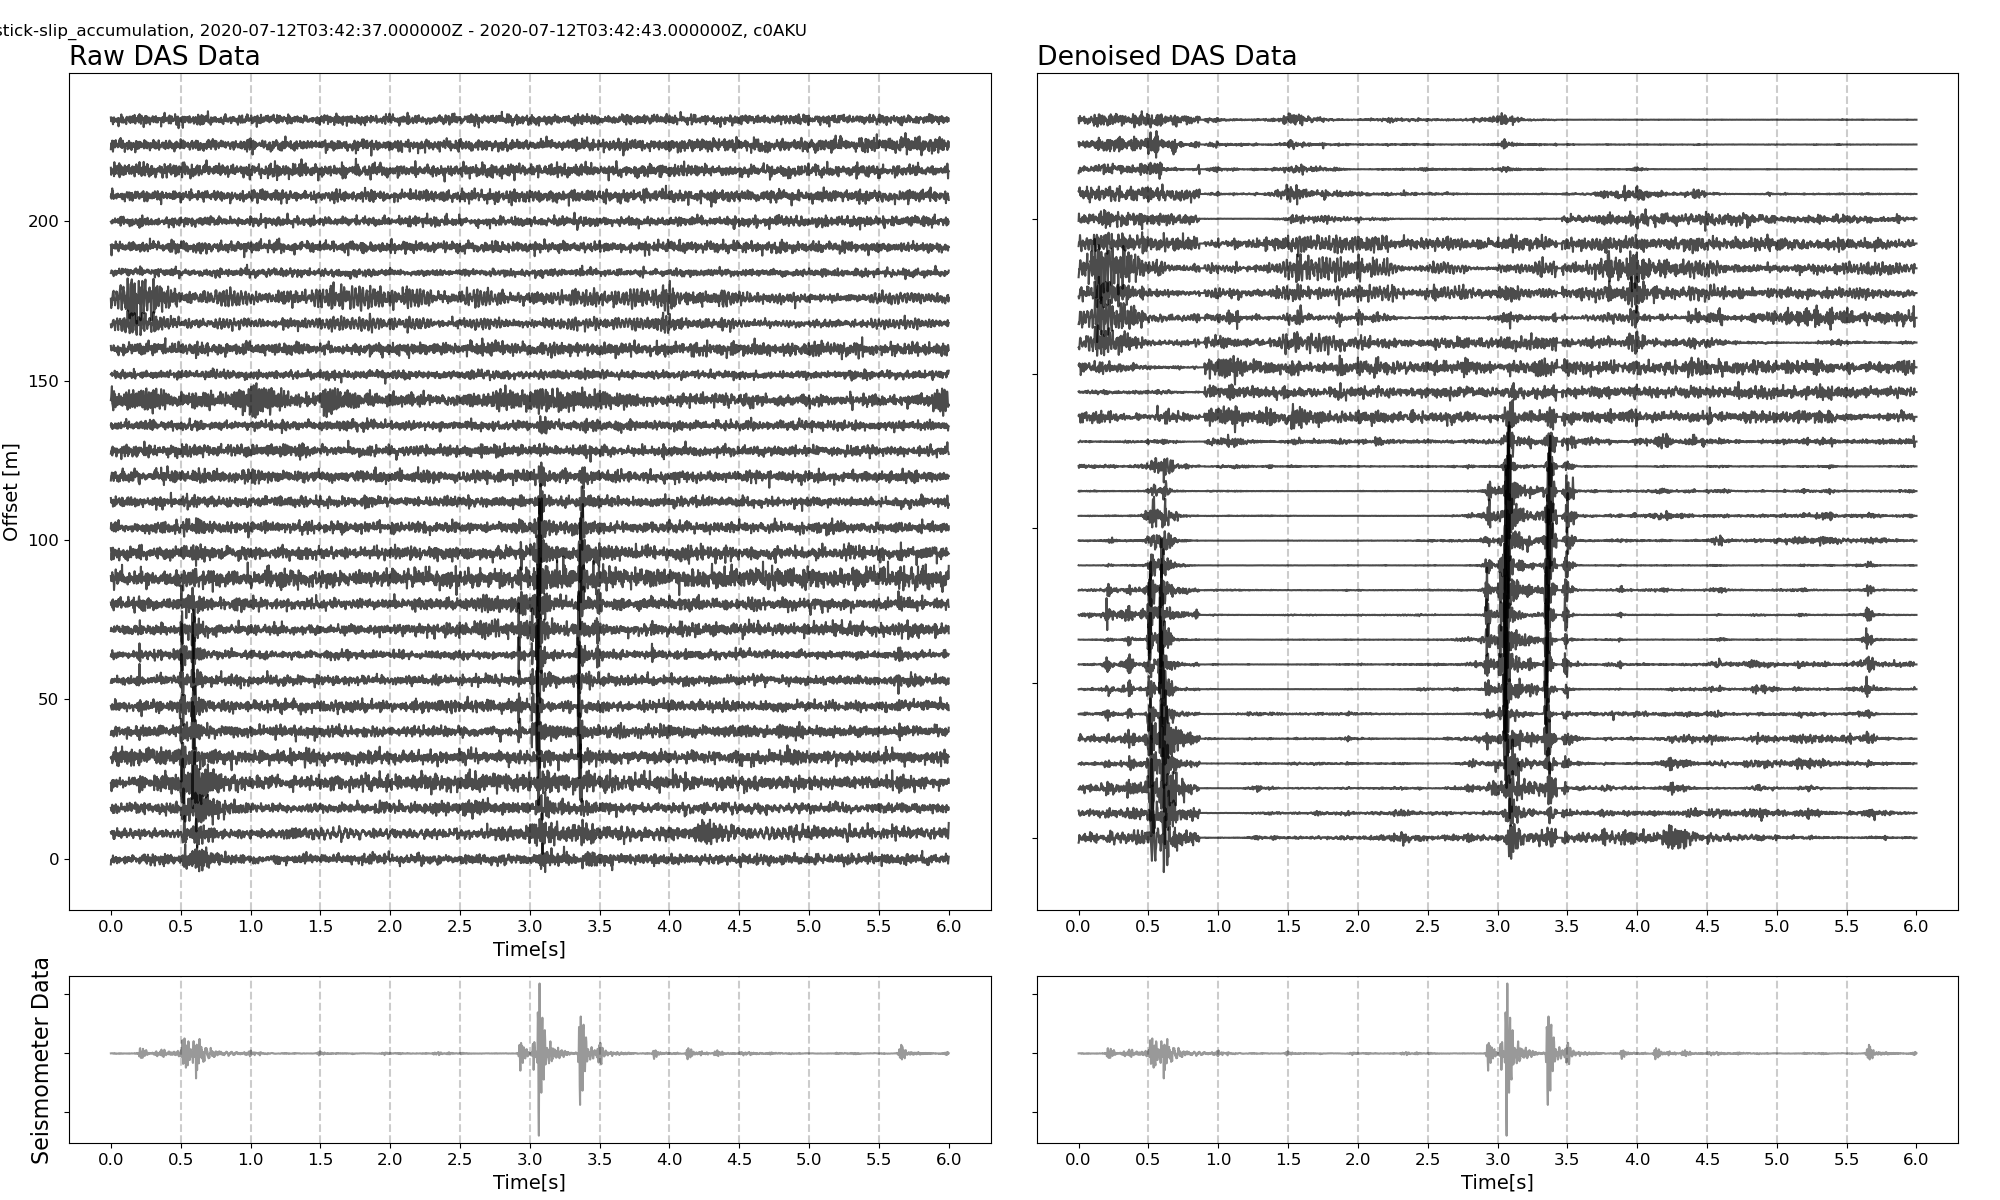 stick-slip_accumulation, 2020-07-12T03:42:37.000000Z - 2020-07-12T03:42:43.000000Z, c0AKU
Raw DAS Data
Denoised DAS Data
Offset [m]
200
150
100
50
0
0.0 0.5 1.0 1.5 2.0 2.5 3.0 3.5 4.0 4.5 5.0 5.5 6.0
Time[s]
0.0 0.5 1.0 1.5 2.0 2.5 3.0 3.5 4.0 4.5 5.0 5.5 6.0
Seismometer Data
0.0 0.5 1.0 1.5 2.0 2.5 3.0 3.5 4.0 4.5 5.0 5.5 6.0
Time[s]
0.0 0.5 1.0 1.5 2.0 2.5 3.0 3.5 4.0 4.5 5.0 5.5 6.0
Time[s]